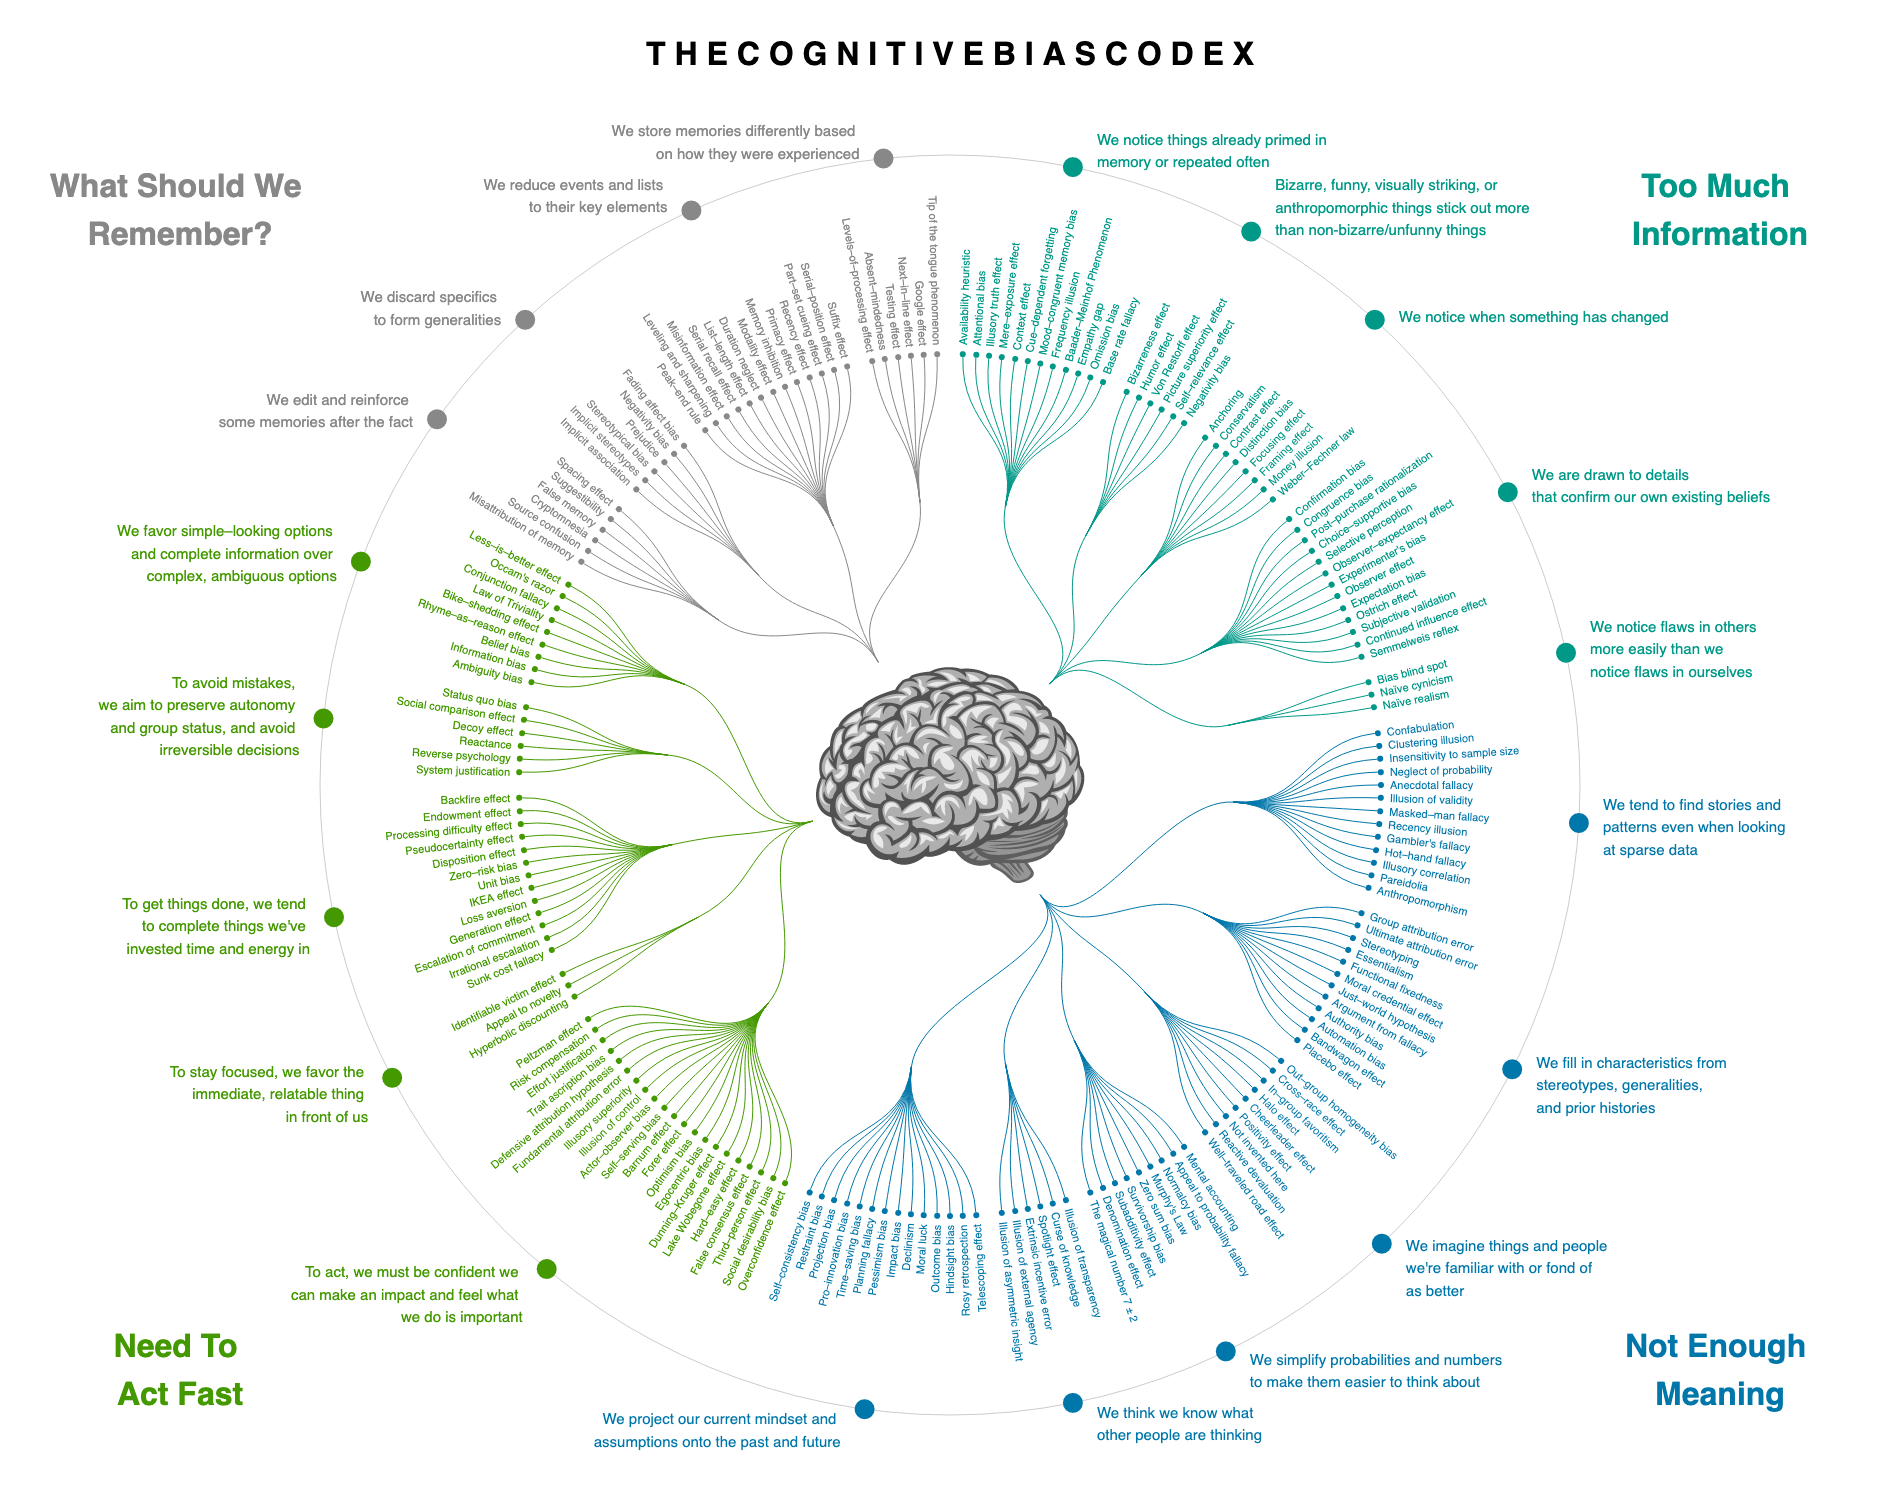 THECOGNITIVEBIASCODEX
What Should We
Remember?
We store memories differently based
on how they were experienced
We reduce events and lists
to their key elements
We discard specifics
to form generalities
We edit and reinforce
some memories after the fact
Too Much
Information
We notice things already primed in
memory or repeated often
Bizarre, funny, visually striking, or
anthropomorphic things stick out more
than non-bizarre/unfunny things
We notice when something has changed
We are drawn to details
that confirm our own existing beliefs
We notice flaws in others
more easily than we
notice flaws in ourselves
Not Enough
Meaning
We tend to find stories and
patterns even when looking
at sparse data
We fill in characteristics from
stereotypes, generalities,
and prior histories
We imagine things and people
we're familiar with or fond of
as better
We simplify probabilities and numbers
to make them easier to think about
We think we know what
other people are thinking
We project our current mindset and
assumptions onto the past and future
Need To
Act Fast
We favor simple–looking options
and complete information over
complex, ambiguous options
To avoid mistakes,
we aim to preserve autonomy
and group status, and avoid
irreversible decisions
To get things done, we tend
to complete things we've
invested time and energy in
To stay focused, we favor the
immediate, relatable thing
in front of us
To act, we must be confident we
can make an impact and feel what
we do is important
Availability heuristic
Attentional bias
Illusory truth effect
Mere–exposure effect
Context effect
Cue–dependent forgetting
Mood–congruent memory bias
Frequency illusion
Baader–Meinhof Phenomenon
Empathy gap
Omission bias
Base rate fallacy
Bizarreness effect
Humor effect
Von Restorff effect
Picture superiority effect
Self–relevance effect
Negativity bias
Anchoring
Conservatism
Contrast effect
Distinction bias
Focusing effect
Framing effect
Money illusion
Weber–Fechner law
Confirmation bias
Congruence bias
Post–purchase rationalization
Choice–supportive bias
Selective perception
Observer–expectancy effect
Experimenter's bias
Observer effect
Expectation bias
Ostrich effect
Subjective validation
Continued influence effect
Semmelweis reflex
Bias blind spot
Naïve cynicism
Naïve realism
Confabulation
Clustering illusion
Insensitivity to sample size
Neglect of probability
Anecdotal fallacy
Illusion of validity
Masked–man fallacy
Recency illusion
Gambler's fallacy
Hot–hand fallacy
Illusory correlation
Pareidolia
Anthropomorphism
Group attribution error
Ultimate attribution error
Stereotyping
Essentialism
Functional fixedness
Moral credential effect
Just–world hypothesis
Argument from fallacy
Authority bias
Automation bias
Bandwagon effect
Placebo effect
Out–group homogeneity bias
Cross–race effect
In–group favoritism
Halo effect
Cheerleader effect
Positivity effect
Not invented here
Reactive devaluation
Well–traveled road effect
Mental accounting
Appeal to probability fallacy
Normalcy bias
Murphy's Law
Zero sum bias
Survivorship bias
Subadditivity effect
Denomination effect
The magical number 7 ± 2
Illusion of transparency
Curse of knowledge
Spotlight effect
Extrinsic incentive error
Illusion of external agency
Illusion of asymmetric insight
Telescoping effect
Rosy retrospection
Hindsight bias
Outcome bias
Moral luck
Declinism
Impact bias
Pessimism bias
Planning fallacy
Time–saving bias
Pro–innovation bias
Projection bias
Restraint bias
Self–consistency bias
Overconfidence effect
Social desirability bias
Third–person effect
False consensus effect
Hard–easy effect
Lake Wobegone effect
Dunning–Kruger effect
Egocentric bias
Optimism bias
Forer effect
Barnum effect
Self–serving bias
Actor–observer bias
Illusion of control
Illusory superiority
Fundamental attribution error
Defensive attribution hypothesis
Trait ascription bias
Effort justification
Risk compensation
Peltzman effect
Hyperbolic discounting
Appeal to novelty
Identifiable victim effect
Sunk cost fallacy
Irrational escalation
Escalation of commitment
Generation effect
Loss aversion
IKEA effect
Unit bias
Zero–risk bias
Disposition effect
Pseudocertainty effect
Processing difficulty effect
Endowment effect
Backfire effect
System justification
Reverse psychology
Reactance
Decoy effect
Social comparison effect
Status quo bias
Ambiguity bias
Information bias
Belief bias
Rhyme–as–reason effect
Bike–shedding effect
Law of Triviality
Conjunction fallacy
Occam's razor
Less–is–better effect
Misattribution of memory
Source confusion
Cryptomnesia
False memory
Suggestibility
Spacing effect
Implicit association
Implicit stereotypes
Stereotypical bias
Prejudice
Negativity bias
Fading affect bias
Peak–end rule
Leveling and sharpening
Misinformation effect
Serial recall effect
List–length effect
Duration neglect
Modality effect
Memory inhibition
Primacy effect
Recency effect
Part–set cueing effect
Serial–position effect
Suffix effect
Levels–of–processing effect
Absent–mindedness
Testing effect
Next–in–line effect
Google effect
Tip of the tongue phenomenon